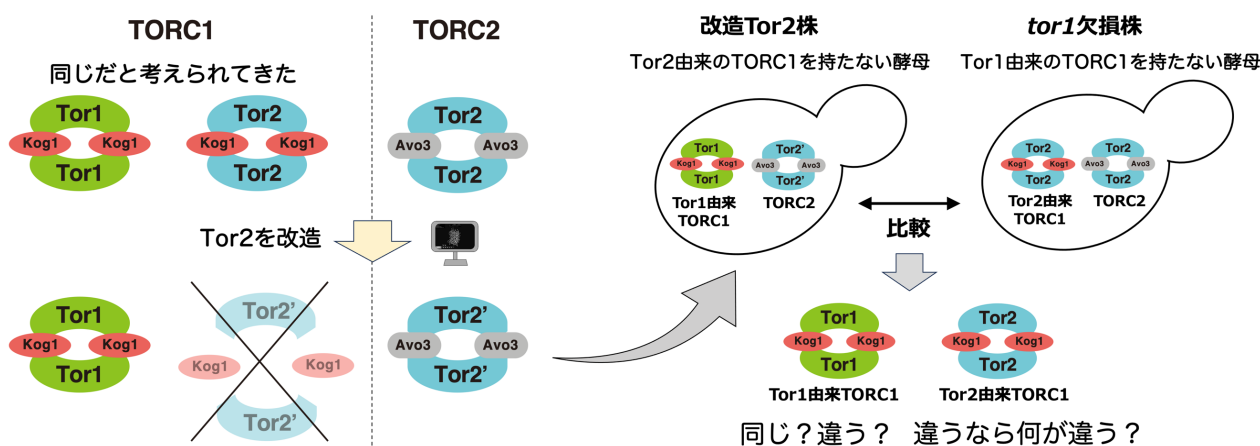 TORC1
TORC2
同じだと考えられてきた
Tor1
Kog1
Kog1
Tor1
Tor2
Kog1
Kog1
Tor2
Tor2
Avo3
Avo3
Tor2
Tor2を改造
Tor1
Kog1
Kog1
Tor1
Tor2'
Kog1
Kog1
Tor2'
Tor2'
Avo3
Avo3
Tor2'
改造Tor2株
Tor2由来のTORC1を持たない酵母
Tor1
Kog1
Kog1
Tor1
Tor1由来
TORC1
Tor2'
Avo3
Avo3
Tor2'
TORC2
tor1欠損株
Tor1由来のTORC1を持たない酵母
Tor2
Kog1
Kog1
Tor2
Tor2由来
TORC1
Tor2
Avo3
Avo3
Tor2
TORC2
比較
Tor1
Kog1
Kog1
Tor1
Tor1由来TORC1
Tor2
Kog1
Kog1
Tor2
Tor2由来TORC1
同じ？違う？ 違うなら何が違う？